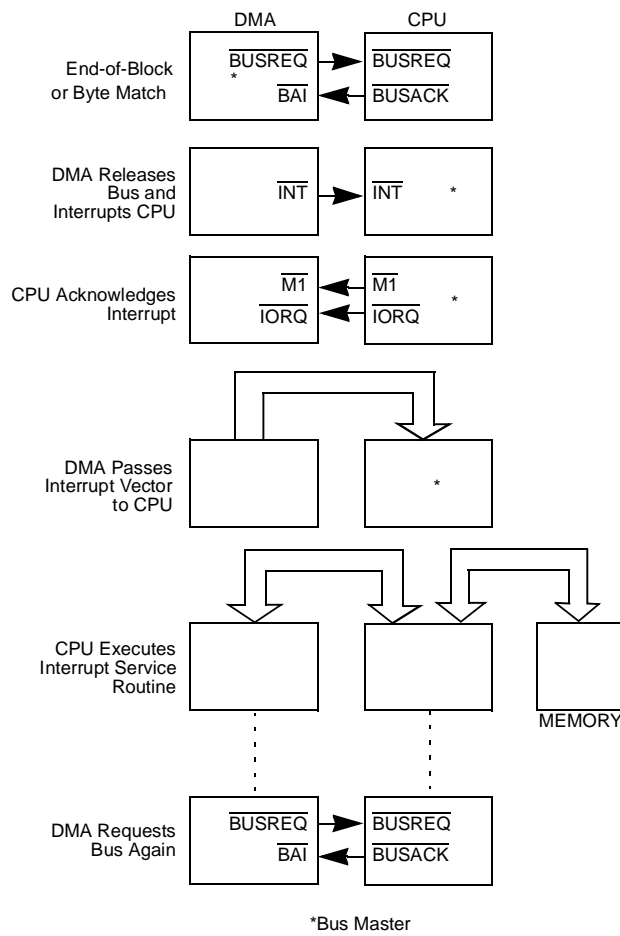 DMA CPU
End-of-Block
or Byte Match
BUSREQ BUSREQ
*
BAI BUSACK
DMA Releases
Bus and
Interrupts CPU
INT INT *
CPU Acknowledges
Interrupt
M1 M1
*
IORQ IORQ
DMA Passes
Interrupt Vector
to CPU
*
CPU Executes
Interrupt Service
Routine
MEMORY
DMA Requests
Bus Again
BUSREQ BUSREQ
BAI BUSACK
*Bus Master